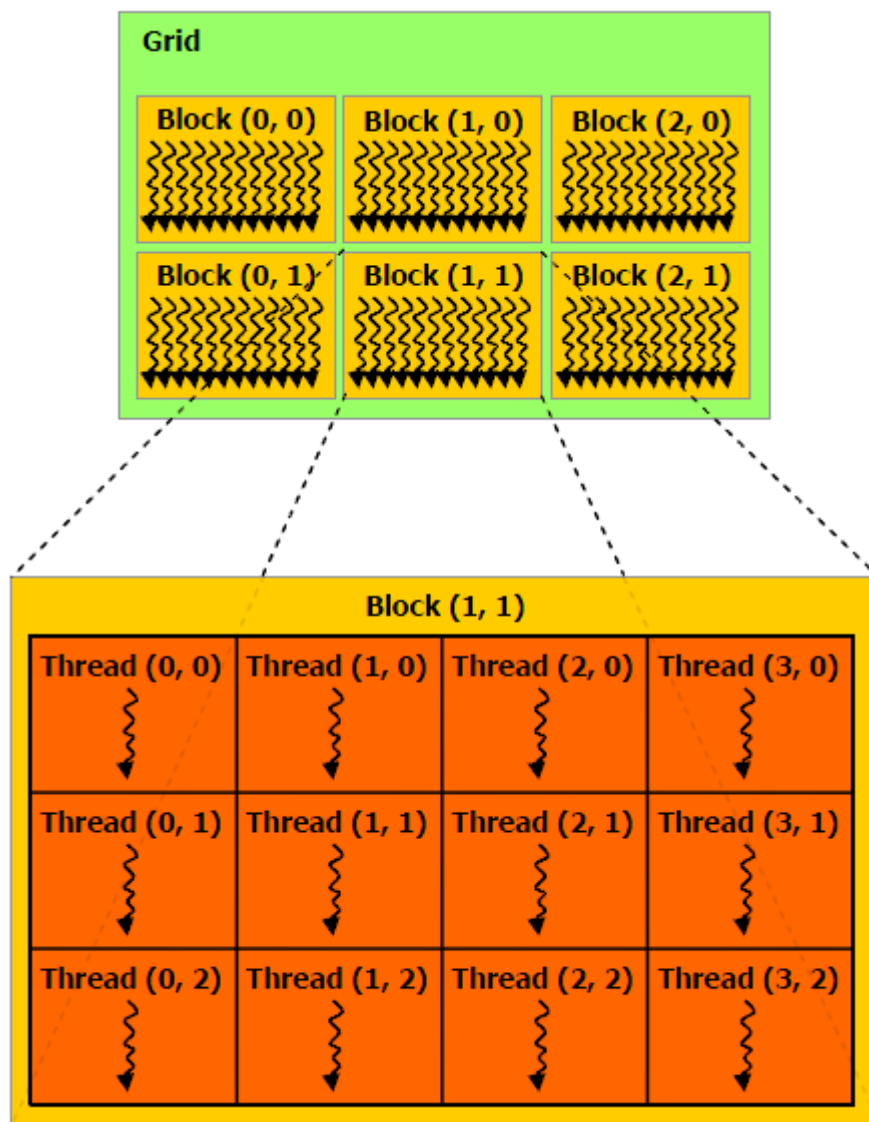 Grid
Block (0, 0) Block (1, 0) Block (2, 0)
Block (0, 1) Block (1, 1) Block (2, 1)
Block (1, 1)
Thread (0, 0) Thread (1, 0) Thread (2, 0) Thread (3, 0)
Thread (0, 1) Thread (1, 1) Thread (2, 1) Thread (3, 1)
Thread (0, 2) Thread (1, 2) Thread (2, 2) Thread (3, 2)